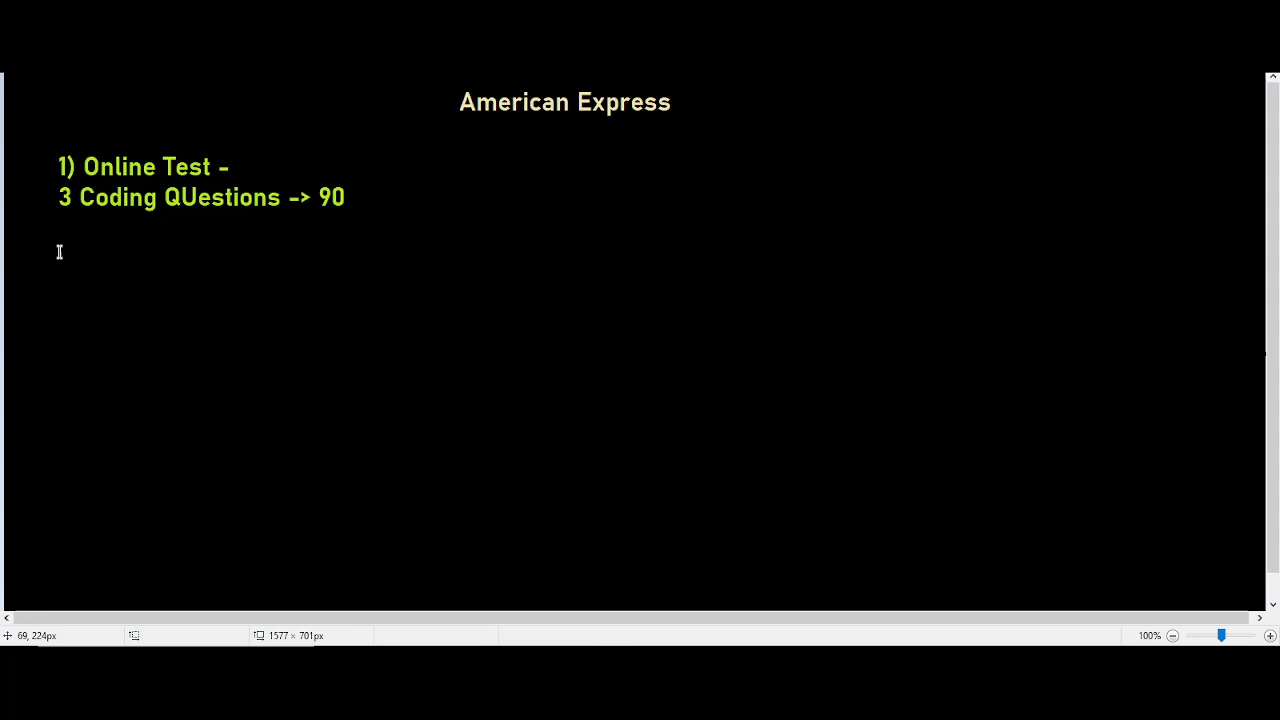 American Express
1) Online Test -
3 Coding QUestions -> 90
69, 224px
1577 × 701px
100%